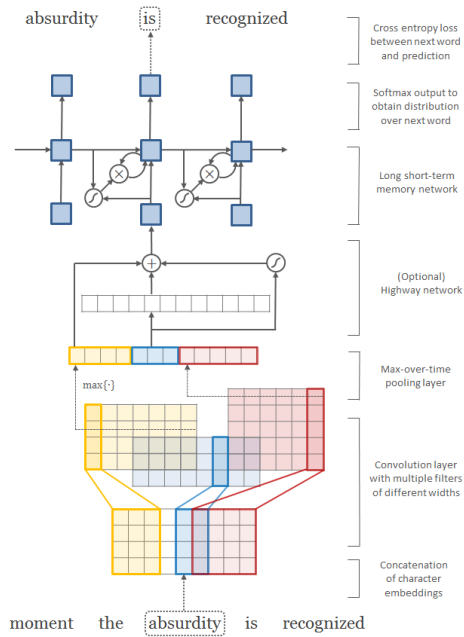 absurdity is recognized
Cross entropy loss
between next word
and prediction
Softmax output to
obtain distribution
over next word
Long short-term
memory network
(Optional)
Highway network
Max-over-time
pooling layer
max{·}
Convolution layer
with multiple filters
of different widths
Concatenation
of character
embeddings
moment the absurdity is recognized